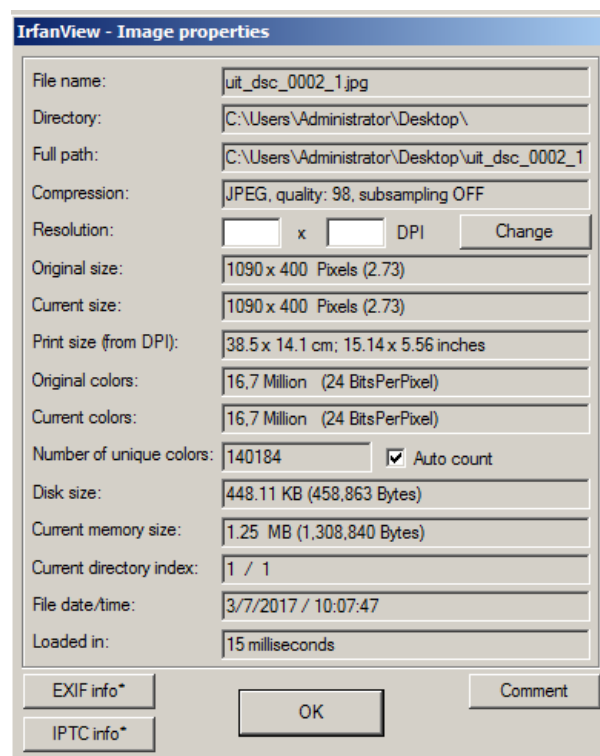 IrfanView - Image properties
File name: uit_dsc_0002_1.jpg
Directory: C:\Users\Administrator\Desktop\
Full path: C:\Users\Administrator\Desktop\uit_dsc_0002_1
Compression: JPEG, quality: 98, subsampling OFF
Resolution: x DPI Change
Original size: 1090 x 400 Pixels (2.73)
Current size: 1090 x 400 Pixels (2.73)
Print size (from DPI): 38.5 x 14.1 cm; 15.14 x 5.56 inches
Original colors: 16,7 Million (24 BitsPerPixel)
Current colors: 16,7 Million (24 BitsPerPixel)
Number of unique colors: 140184 Auto count
Disk size: 448.11 KB (458,863 Bytes)
Current memory size: 1.25 MB (1,308,840 Bytes)
Current directory index: 1 / 1
File date/time: 3/7/2017 / 10:07:47
Loaded in: 15 milliseconds
EXIF info* OK Comment
IPTC info*